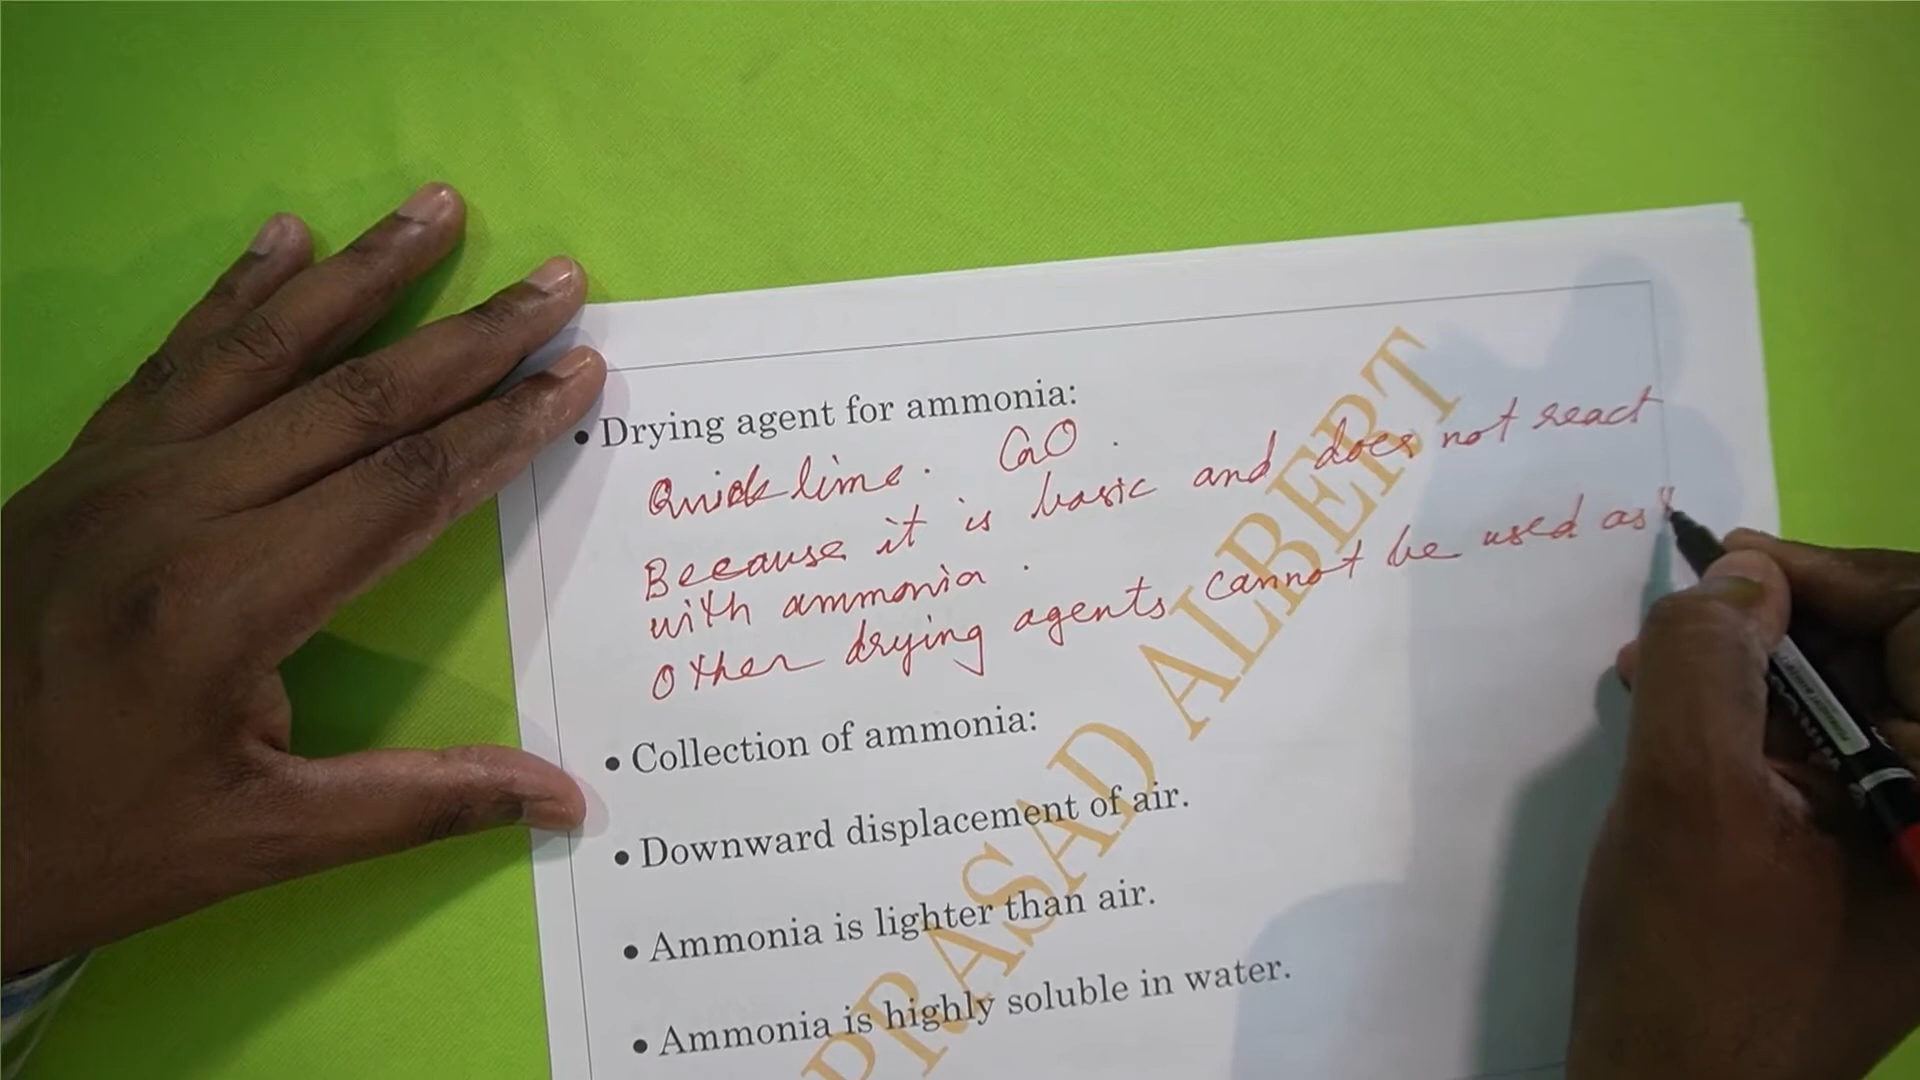 • Drying agent for ammonia:
Quick lime. CaO.
Because it is basic and does not react
with ammonia.
Other drying agents cannot be used as
• Collection of ammonia:
• Downward displacement of air.
• Ammonia is lighter than air.
• Ammonia is highly soluble in water.
PRASAD ALBERT